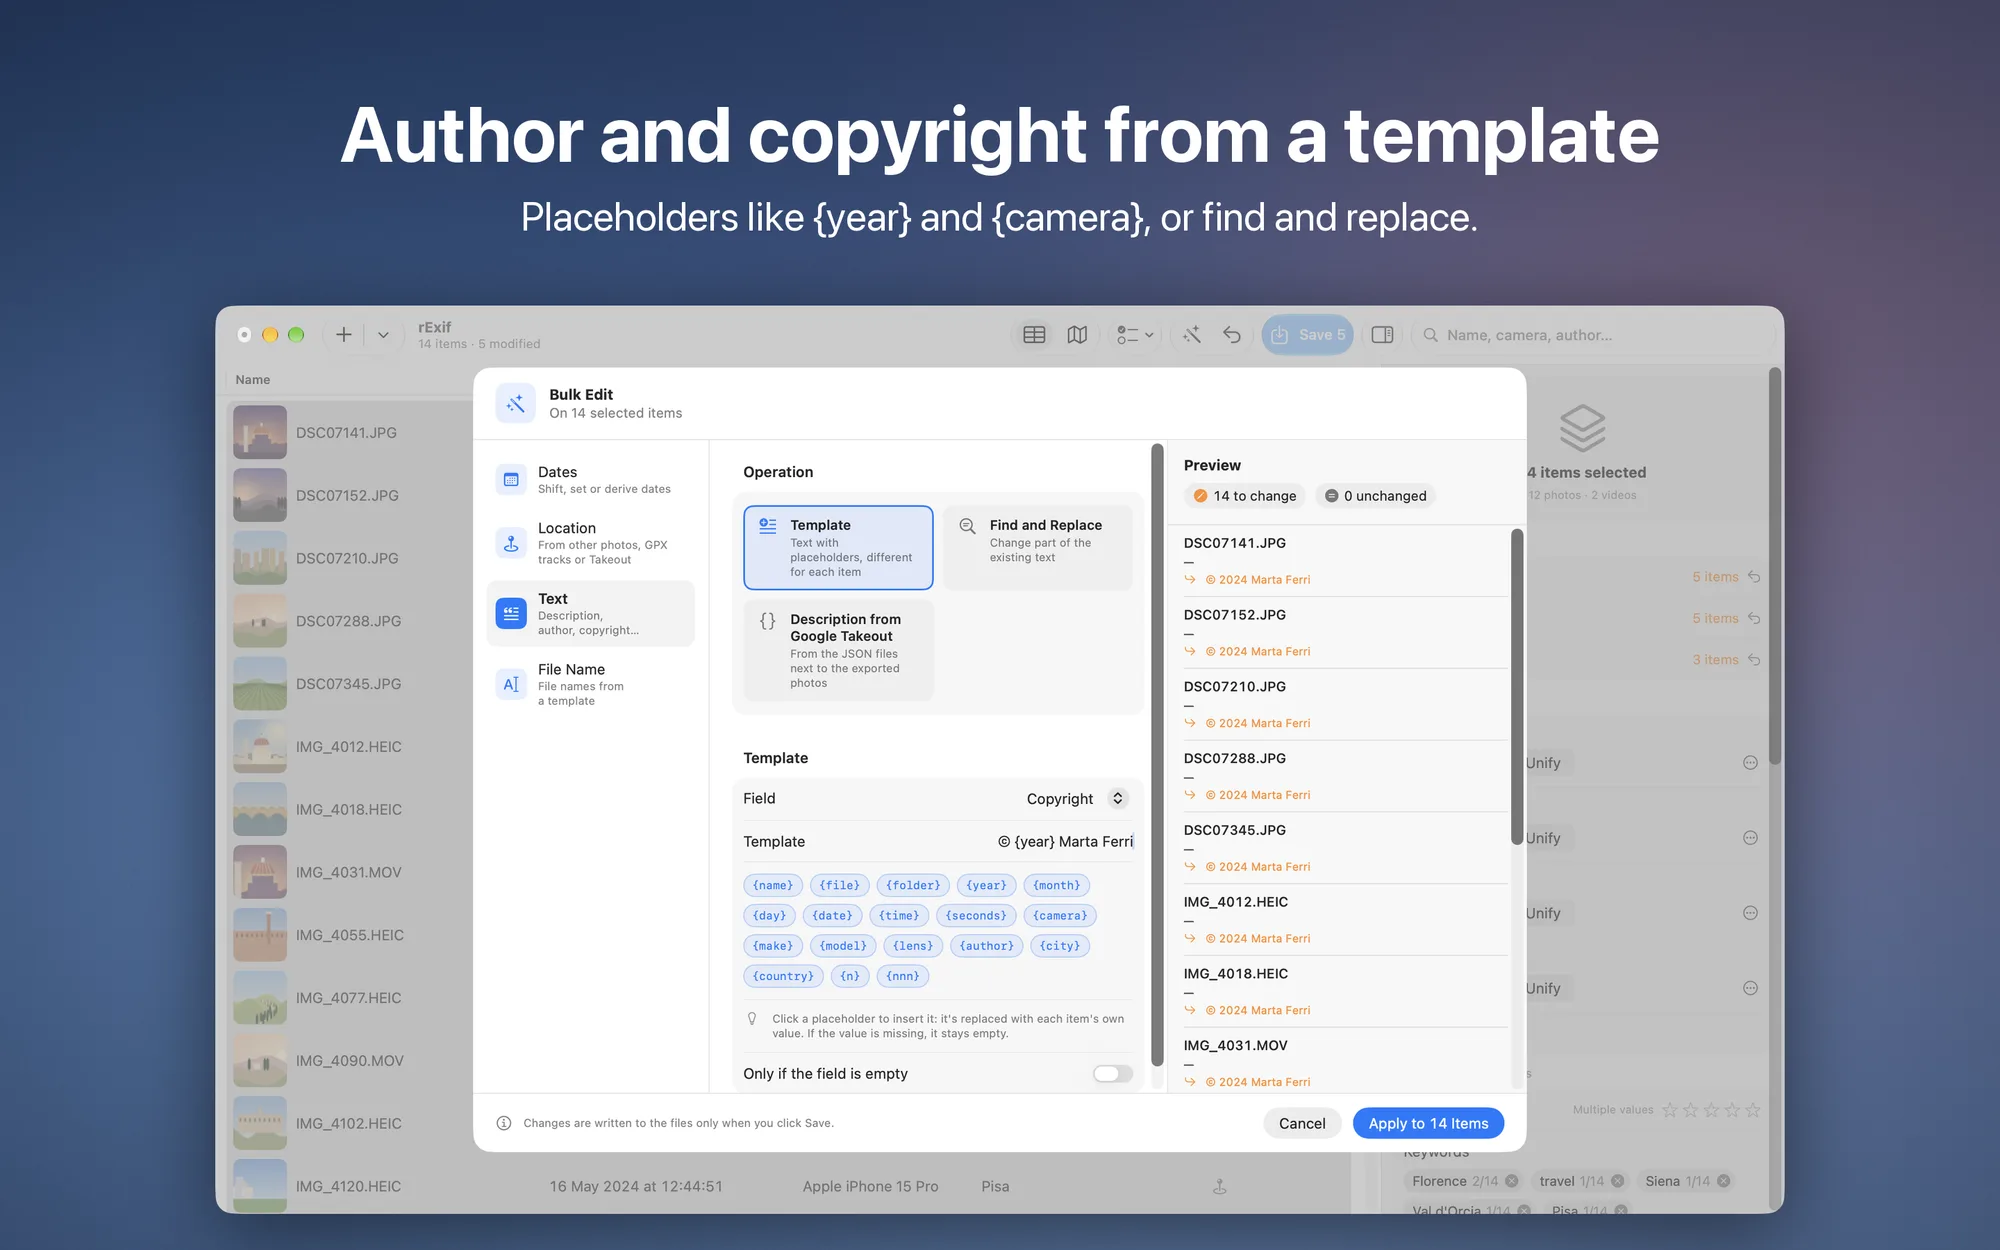 Author and copyright from a template
Placeholders like {year} and {camera}, or find and replace.
rExif
14 items · 5 modified
Save 5
Name, camera, author...
Name
DSC07141.JPG
DSC07152.JPG
DSC07210.JPG
DSC07288.JPG
DSC07345.JPG
IMG_4012.HEIC
IMG_4018.HEIC
IMG_4031.MOV
IMG_4055.HEIC
IMG_4077.HEIC
IMG_4090.MOV
IMG_4102.HEIC
IMG_4120.HEIC
16 May 2024 at 12:44:51
Apple iPhone 15 Pro
Pisa
Bulk Edit
On 14 selected items
Dates
Shift, set or derive dates
Location
From other photos, GPX
tracks or Takeout
Text
Description,
author, copyright...
File Name
File names from
a template
Operation
Template
Text with
placeholders, different
for each item
Find and Replace
Change part of the
existing text
Description from
Google Takeout
From the JSON files
next to the exported
photos
Template
Field
Copyright
Template
© {year} Marta Ferri
{name} {file} {folder} {year} {month}
{day} {date} {time} {seconds} {camera}
{make} {model} {lens} {author} {city}
{country} {n} {nnn}
Click a placeholder to insert it: it's replaced with each item's own
value. If the value is missing, it stays empty.
Only if the field is empty
Preview
14 to change
0 unchanged
DSC07141.JPG
—
© 2024 Marta Ferri
DSC07152.JPG
—
© 2024 Marta Ferri
DSC07210.JPG
—
© 2024 Marta Ferri
DSC07288.JPG
—
© 2024 Marta Ferri
DSC07345.JPG
—
© 2024 Marta Ferri
IMG_4012.HEIC
—
© 2024 Marta Ferri
IMG_4018.HEIC
—
© 2024 Marta Ferri
IMG_4031.MOV
—
© 2024 Marta Ferri
Changes are written to the files only when you click Save.
Cancel
Apply to 14 Items
4 items selected
12 photos · 2 videos
5 items
5 items
3 items
Unify
Unify
Unify
Unify
s
Multiple values
Keywords
Florence 2/14
travel 1/14
Siena 1/14
Val d'Orcia 1/14
Pisa 1/14